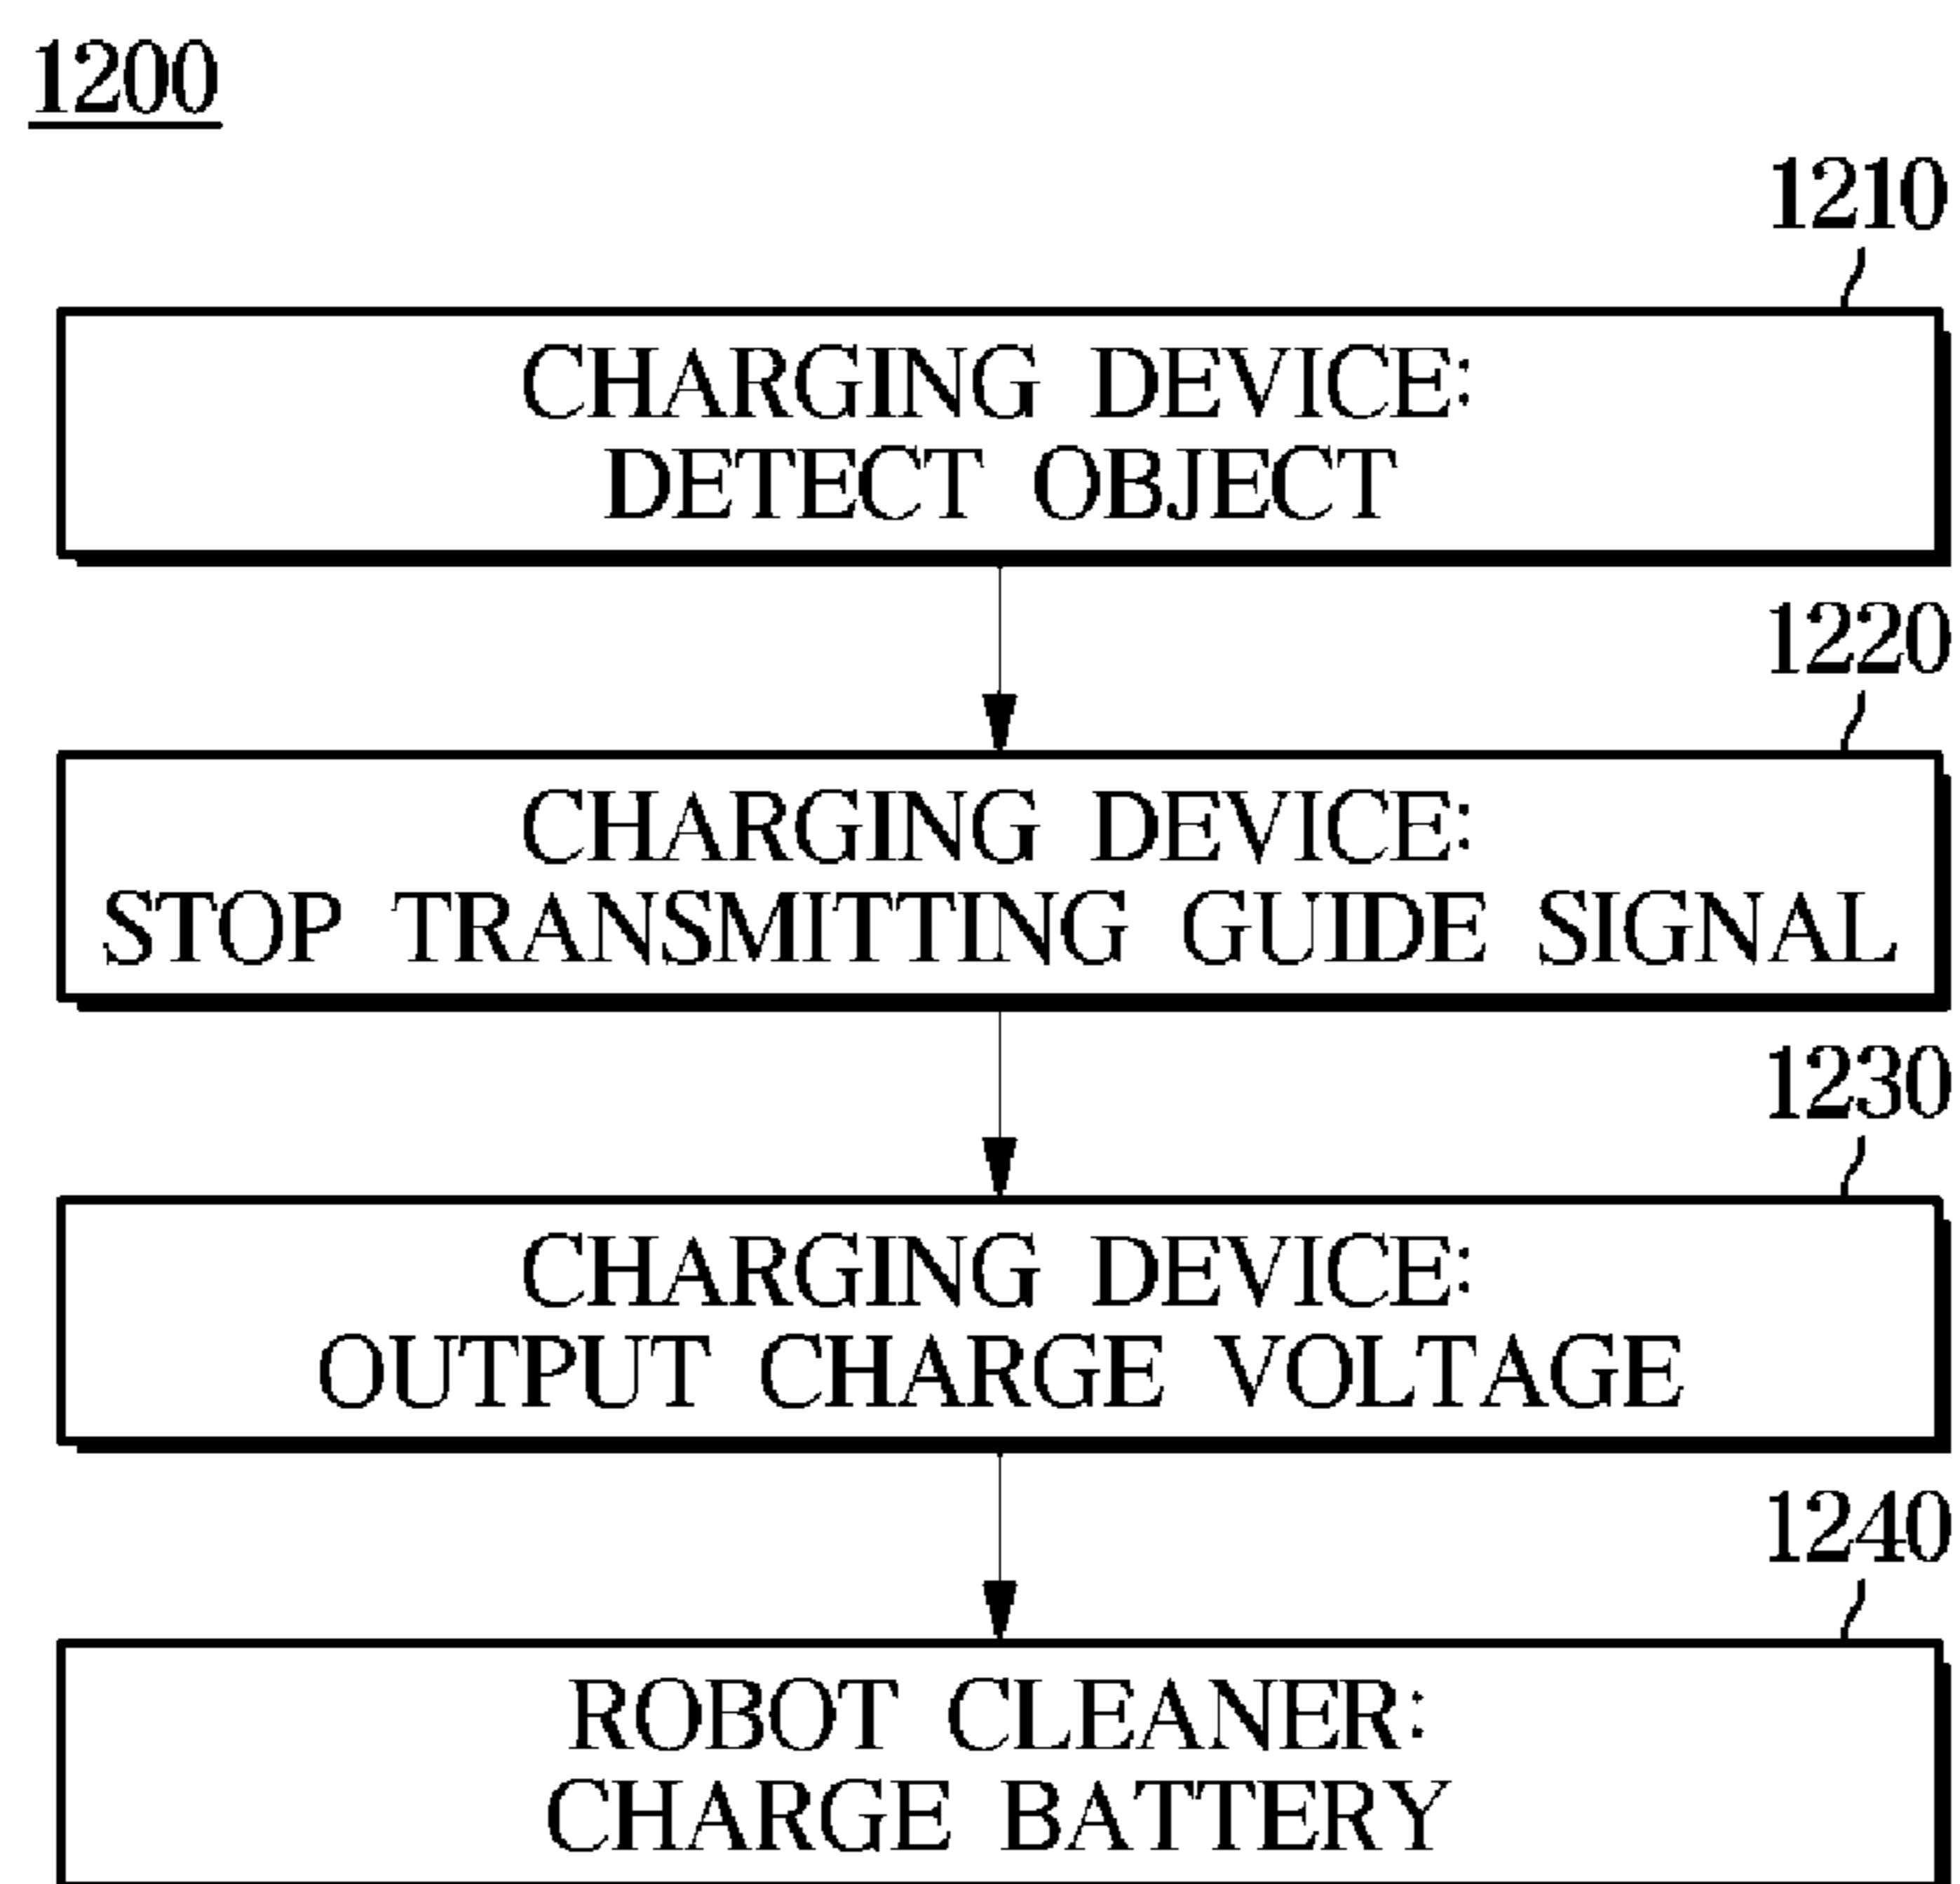 1200
1210
CHARGING DEVICE:
DETECT OBJECT
1220
CHARGING DEVICE:
STOP TRANSMITTING GUIDE SIGNAL
1230
CHARGING DEVICE:
OUTPUT CHARGE VOLTAGE
1240
ROBOT CLEANER:
CHARGE BATTERY